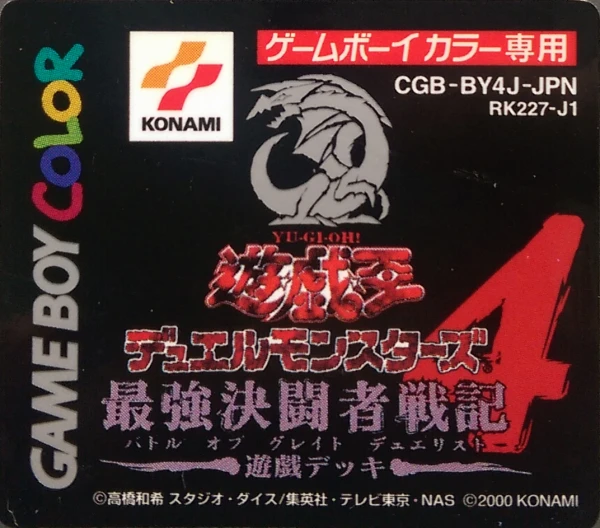 GAME BOY COLOR
KONAMI
ゲームボーイカラー専用
CGB-BY4J-JPN
RK227-J1
YU-GI-OH!
遊戯王
デュエルモンスターズ4
最強決闘者戦記
バトル オブ グレイト デュエリスト
遊戯デッキ
©高橋和希 スタジオ・ダイス/集英社・テレビ東京・NAS ©2000 KONAMI